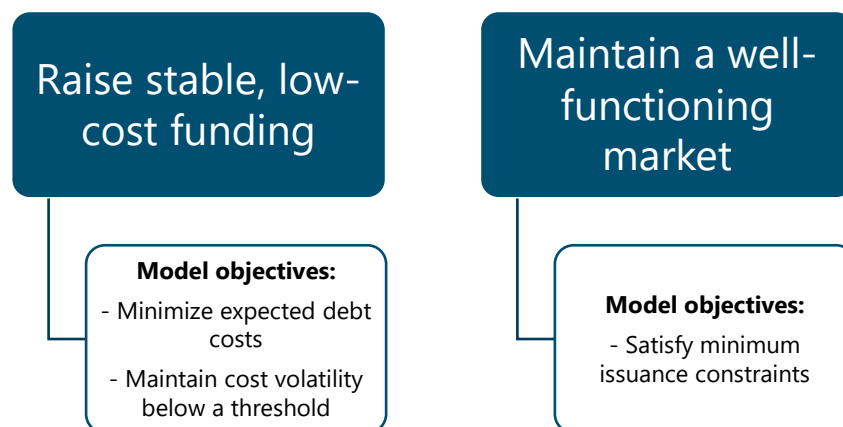 Raise stable, low-
cost funding
Model objectives:
- Minimize expected debt
costs
- Maintain cost volatility
below a threshold
Maintain a well-
functioning
market
Model objectives:
- Satisfy minimum
issuance constraints